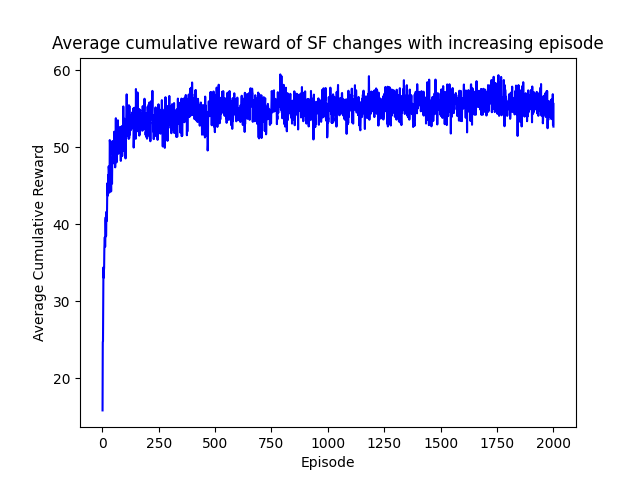 Average cumulative reward of SF changes with increasing episode
60
50
40
30
20
Average Cumulative Reward
0 250 500 750 1000 1250 1500 1750 2000
Episode